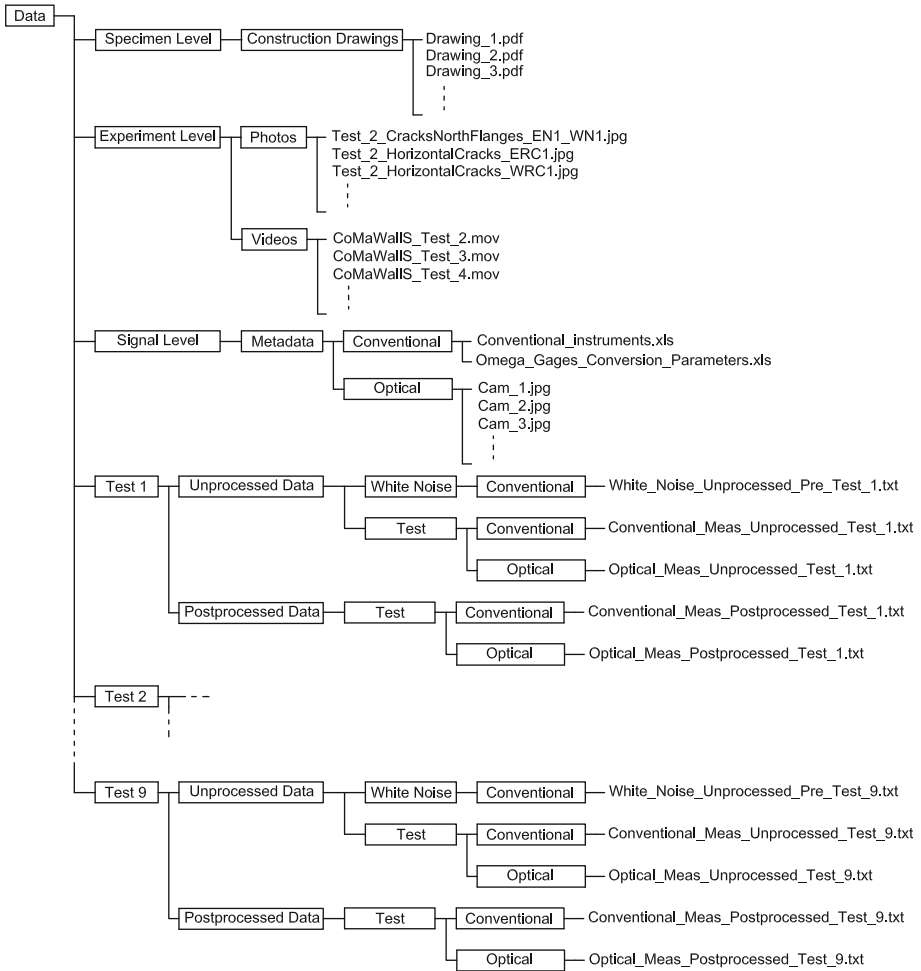 Data
Specimen Level Construction Drawings Drawing_1.pdf
Drawing_2.pdf
Drawing_3.pdf
Experiment Level Photos Test_2_CracksNorthFlanges_EN1_WN1.jpg
Test_2_HorizontalCracks_ERC1.jpg
Test_2_HorizontalCracks_WRC1.jpg
Videos CoMaWallS_Test_2.mov
CoMaWallS_Test_3.mov
CoMaWallS_Test_4.mov
Signal Level Metadata Conventional Conventional_instruments.xls
Omega_Gages_Conversion_Parameters.xls
Optical Cam_1.jpg
Cam_2.jpg
Cam_3.jpg
Test 1 Unprocessed Data White Noise Conventional White_Noise_Unprocessed_Pre_Test_1.txt
Test Conventional Conventional_Meas_Unprocessed_Test_1.txt
Optical Optical_Meas_Unprocessed_Test_1.txt
Postprocessed Data Test Conventional Conventional_Meas_Postprocessed_Test_1.txt
Optical Optical_Meas_Postprocessed_Test_1.txt
Test 2
Test 9 Unprocessed Data White Noise Conventional White_Noise_Unprocessed_Pre_Test_9.txt
Test Conventional Conventional_Meas_Unprocessed_Test_9.txt
Optical Optical_Meas_Unprocessed_Test_9.txt
Postprocessed Data Test Conventional Conventional_Meas_Postprocessed_Test_9.txt
Optical Optical_Meas_Postprocessed_Test_9.txt